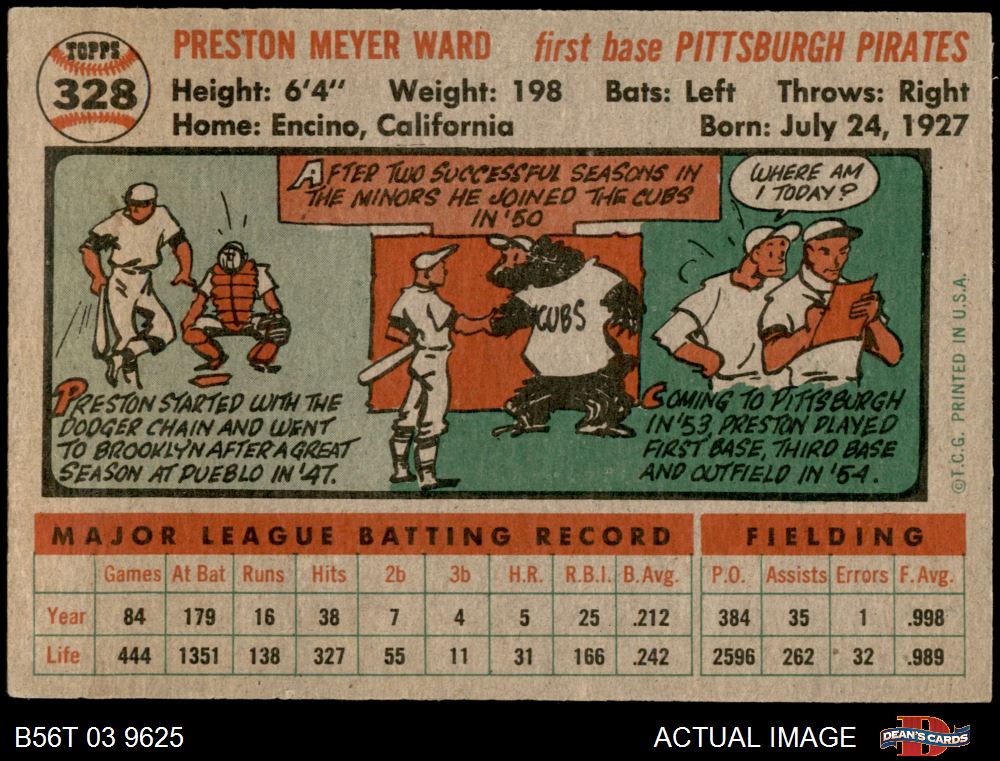 TOPPS
328
PRESTON MEYER WARD first base PITTSBURGH PIRATES
Height: 6'4" Weight: 198 Bats: Left Throws: Right
Home: Encino, California Born: July 24, 1927
PRESTON STARTED WITH THE
DODGER CHAIN AND WENT
TO BROOKLYN AFTER A GREAT
SEASON AT PUEBLO IN '47.
AFTER TWO SUCCESSFUL SEASONS IN
THE MINORS HE JOINED THE CUBS
IN '50
CUBS
WHERE AM
I TODAY?
COMING TO PITTSBURGH
IN '53, PRESTON PLAYED
FIRST BASE, THIRD BASE
AND OUTFIELD IN '54.
©T.C.G. PRINTED IN U.S.A.
MAJOR LEAGUE BATTING RECORD FIELDING
Games At Bat Runs Hits 2b 3b H.R. R.B.I. B.Avg. P.O. Assists Errors F.Avg.
Year 84 179 16 38 7 4 5 25 .212 384 35 1 .998
Life 444 1351 138 327 55 11 31 166 .242 2596 262 32 .989
B56T 03 9625 ACTUAL IMAGE DEAN'S CARDS